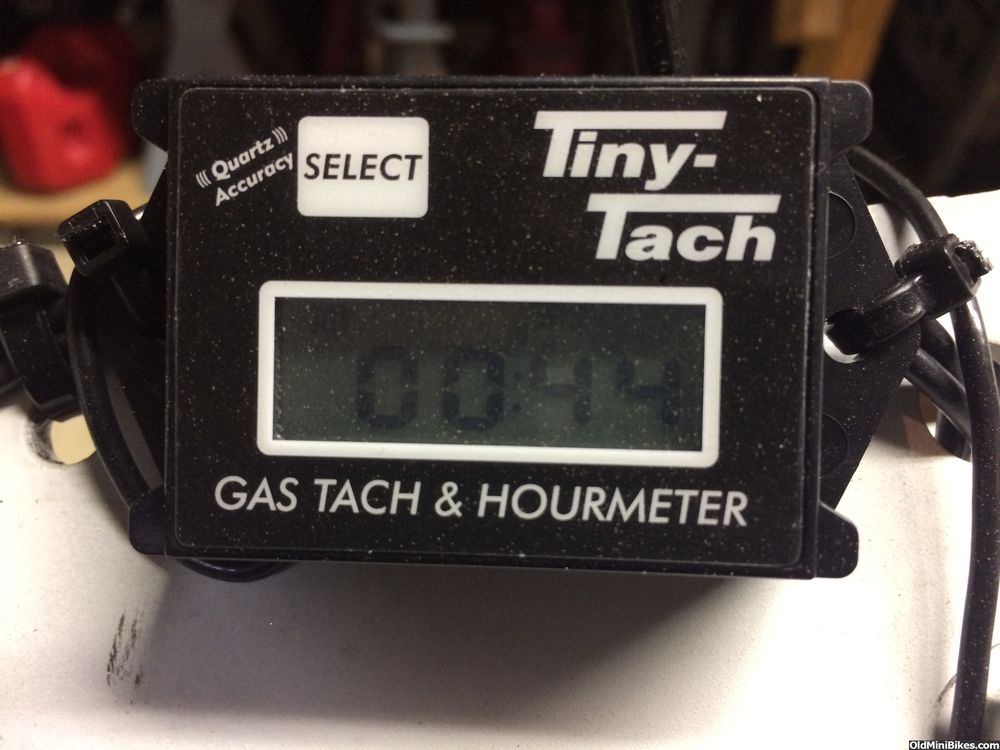 Quartz
Accuracy
SELECT
Tiny-
Tach
00:44
GAS TACH & HOURMETER
OldMiniBikes.com